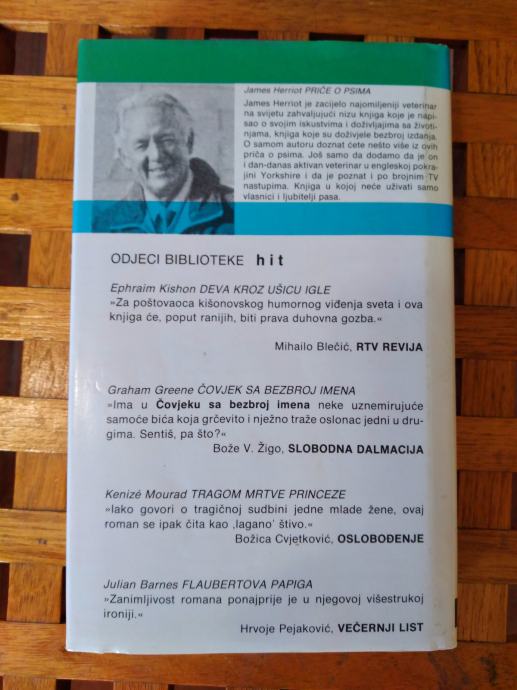 James Herriot PRIČE O PSIMA
James Herriot je zacijelo najomiljeniji veterinar
na svijetu zahvaljujući nizu knjiga koje je napi-
sao o svojim iskustvima i doživljajima sa životi-
njama, knjiga koje su doživjele bezbroj izdanja.
O samom autoru doznat ćete nešto više iz ovih
priča o psima. Još samo da dodamo da je on
i dan-danas aktivan veterinar u engleskoj pokra-
jini Yorkshire i da je poznat i po brojnim TV
nastupima. Knjiga u kojoj neće uživati samo
vlasnici i ljubitelji pasa.
ODJECI BIBLIOTEKE hit
Ephraim Kishon DEVA KROZ UŠICU IGLE
»Za poštovaoca kišonovskog humornog viđenja sveta i ova
knjiga će, poput ranijih, biti prava duhovna gozba.«
Mihailo Blečić, RTV REVIJA
Graham Greene ČOVJEK SA BEZBROJ IMENA
»Ima u Čovjeku sa bezbroj imena neke uznemirujuće
samoće bića koja grčevito i nježno traže oslonac jedni u dru-
gima. Sentiš, pa što?«
Bože V. Žigo, SLOBODNA DALMACIJA
Kenizé Mourad TRAGOM MRTVE PRINCEZE
»Iako govori o tragičnoj sudbini jedne mlade žene, ovaj
roman se ipak čita kao ‚lagano’ štivo.«
Božica Cvjetković, OSLOBOĐENJE
Julian Barnes FLAUBERTOVA PAPIGA
»Zanimljivost romana ponajprije je u njegovoj višestrukoj
ironiji.«
Hrvoje Pejaković, VEČERNJI LIST